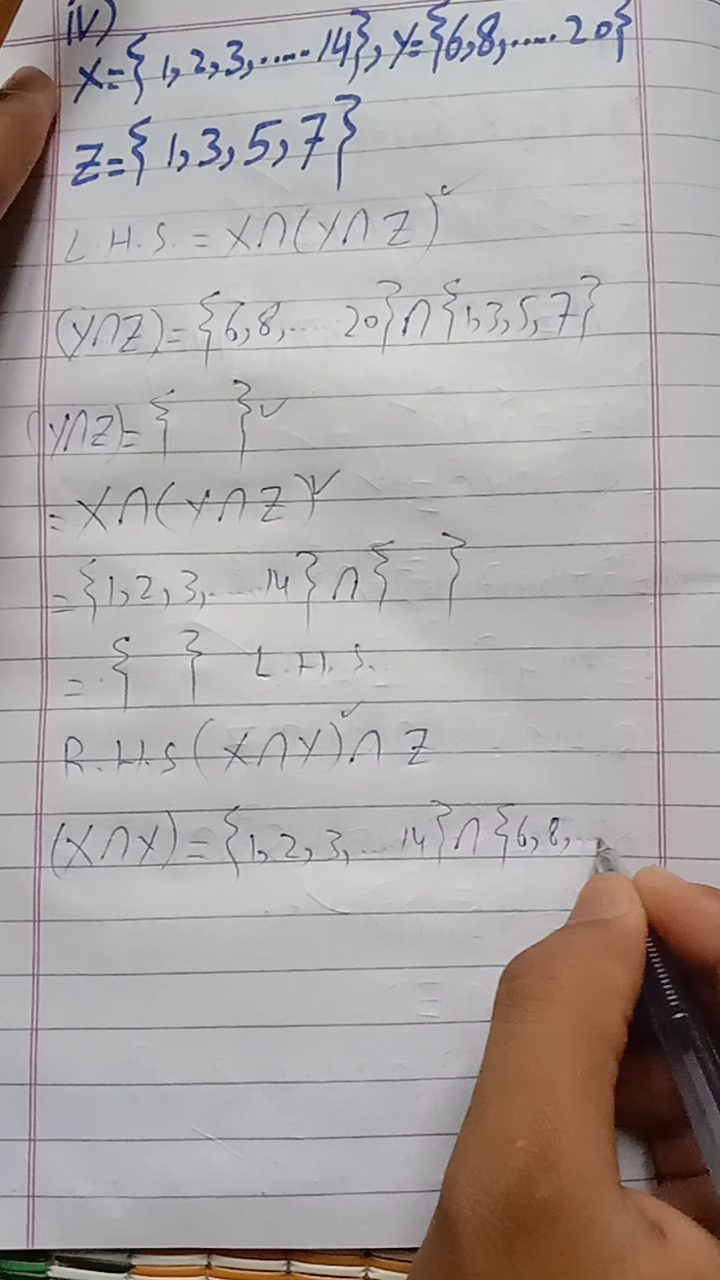 iv)
X={1,2,3,.....14}, Y={6,8,.....20}
Z={1,3,5,7}
L.H.S. = X∩(Y∩Z)
(Y∩Z)={6,8,....20}∩{1,3,5,7}
(Y∩Z)={ }
=X∩(Y∩Z)
={1,2,3,....14}∩{ }
={ } L.H.S.
R.H.S(X∩Y)∩Z
(X∩Y)={1,2,3,...14}∩{6,8,..